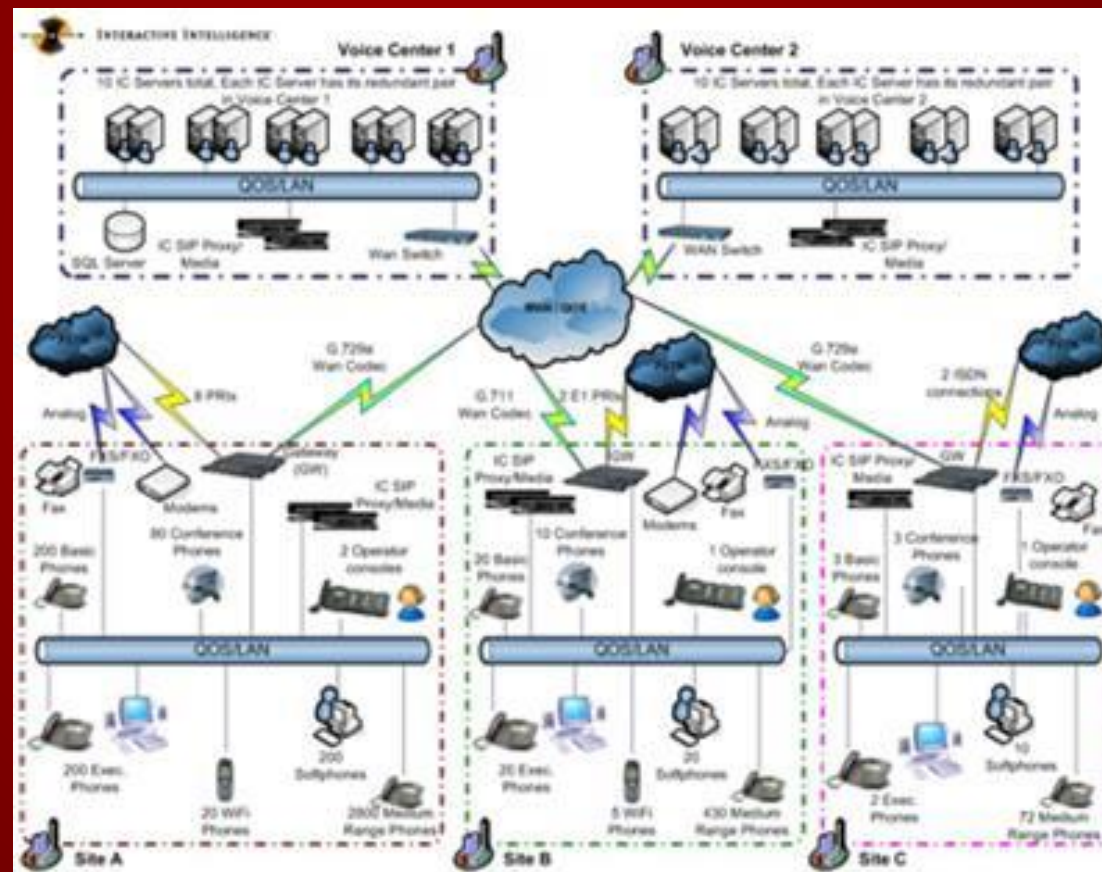 INTERACTIVE INTELLIGENCE
Voice Center 1
10 IC Servers total, Each IC Server has its redundant pair
in Voice Center 1
QOS/LAN
SQL Server
IC SIP Proxy/
Media
Wan Switch
Voice Center 2
10 IC Servers total, Each IC Server has its redundant pair
in Voice Center 2
QOS/LAN
WAN Switch
IC SIP Proxy/
Media
G.729a
Wan Codec
8 PRIs
Analog
G.711
Wan Codec
2 E1 PRIs
Analog
G.729a
Wan Codec
2 ISDN
connections
Analog
FXS/FXO
Gateway
(GW)
Fax
Modems
IC SIP
Proxy/Media
200 Basic
Phones
80 Conference
Phones
2 Operator
consoles
QOS/LAN
200 Exec.
Phones
20 WiFi
Phones
200
Softphones
2800 Medium
Range Phones
Site A
IC SIP
Proxy/Media
GW
FXS/FXO
Modems
Fax
20 Basic
Phones
10 Conference
Phones
1 Operator
console
QOS/LAN
20 Exec.
Phones
5 WiFi
Phones
20
Softphones
430 Medium
Range Phones
Site B
IC SIP Proxy/
Media
GW
FXS/FXO
Fax
3 Basic
Phones
3 Conference
Phones
1 Operator
console
QOS/LAN
2 Exec.
Phones
10
Softphones
72 Medium
Range Phones
Site C